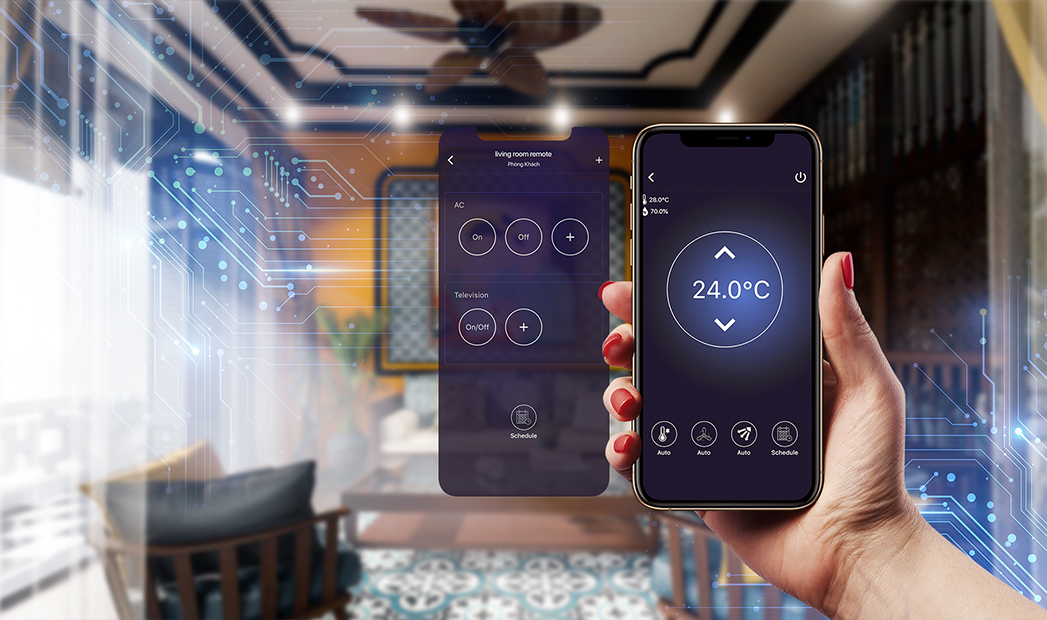 living room remote
Phòng Khách
AC
On
Off
+
Television
On/Off
+
Schedule
28.0°C
70.0%
24.0°C
Auto
Auto
Auto
Schedule